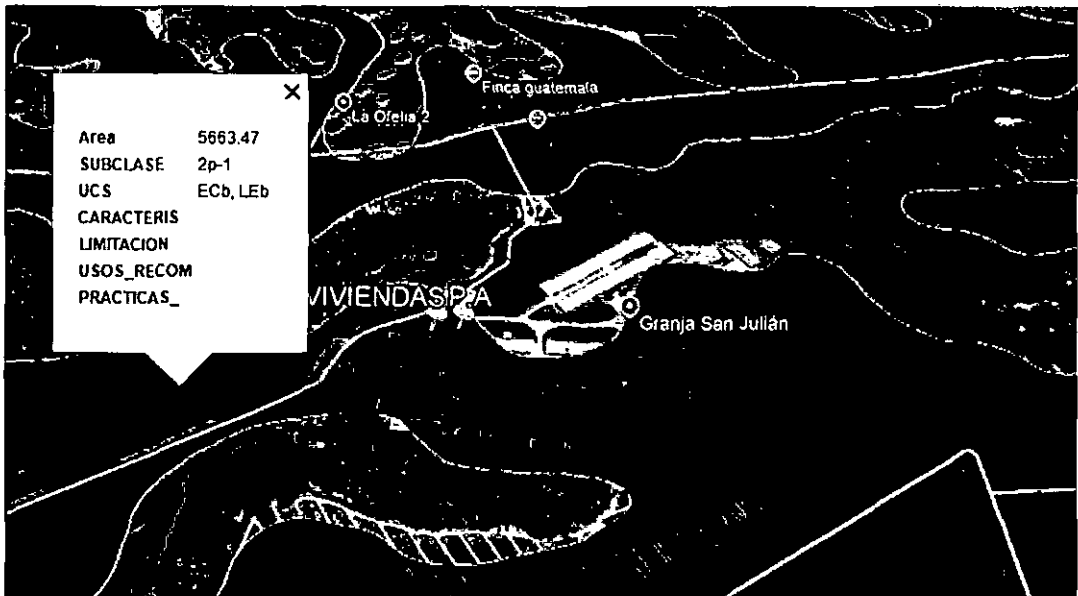 ×
Area 5663.47
SUBCLASE 2p-1
UCS ECb, LEb
CARACTERIS
LIMITACION
USOS_RECOM
PRACTICAS_
Finca guatemala
La Ofelia 2
VIVIENDAS
Granja San Julián